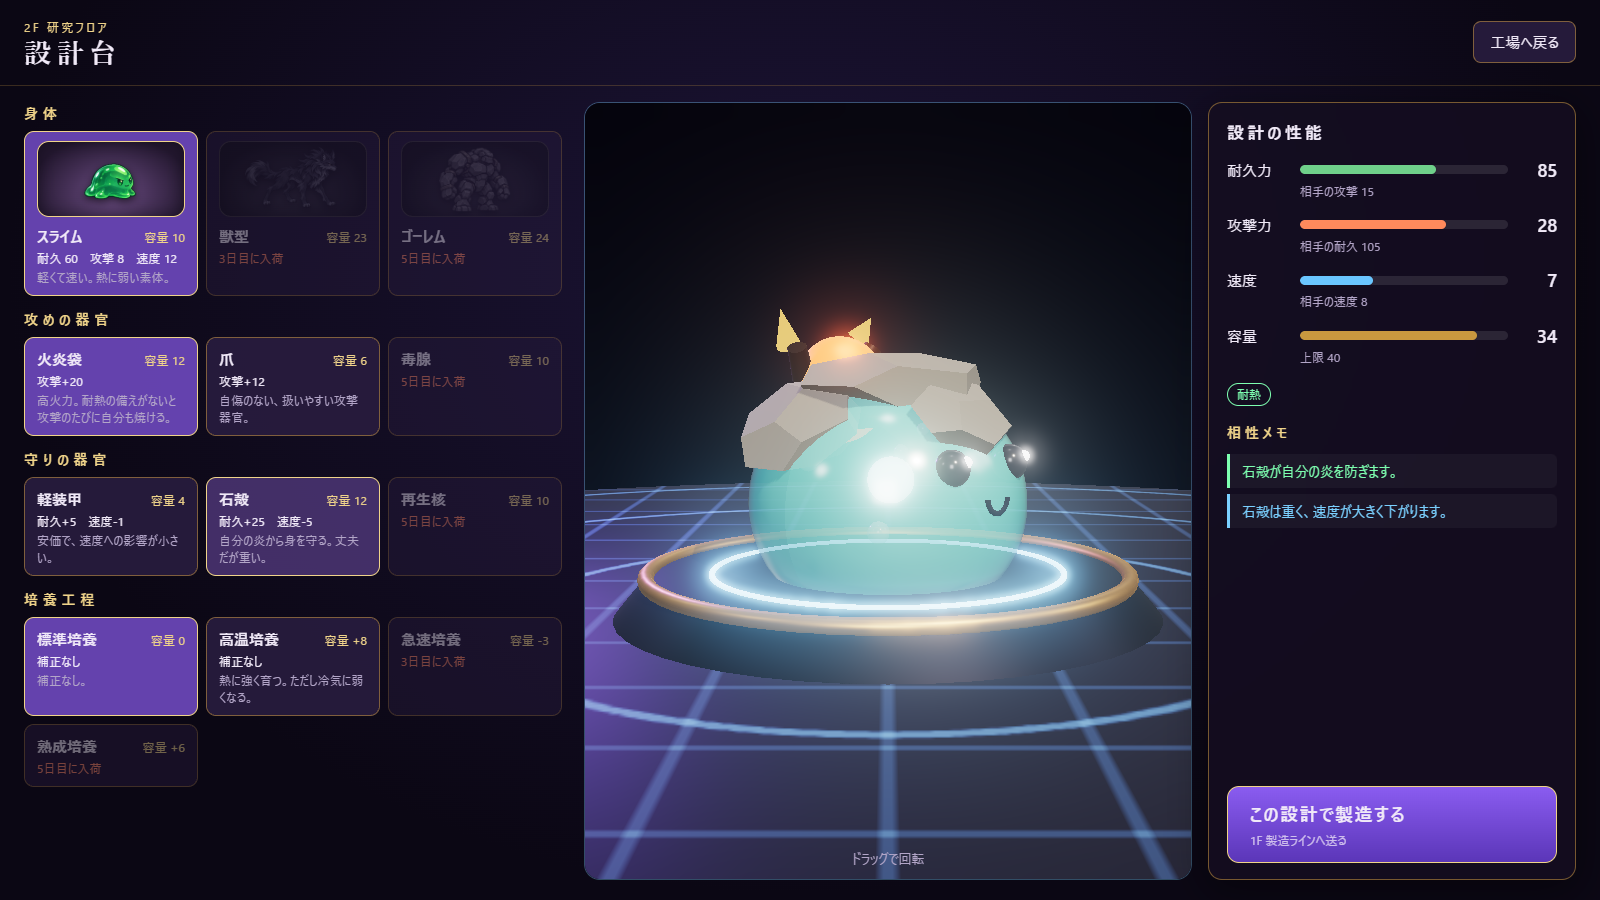 2F 研究フロア
設計台
工場へ戻る
身体
スライム 容量 10
耐久 60 攻撃 8 速度 12
軽くて速い。熱に弱い素体。
獣型 容量 23
3日目に入荷
ゴーレム 容量 24
5日目に入荷
攻めの器官
火炎袋 容量 12
攻撃+20
高火力。耐熱の備えがないと
攻撃のたびに自分も焼ける。
爪 容量 6
攻撃+12
自傷のない、扱いやすい攻撃
器官。
毒腺 容量 10
5日目に入荷
守りの器官
軽装甲 容量 4
耐久+5 速度-1
安価で、速度への影響が小さ
い。
石殻 容量 12
耐久+25 速度-5
自分の炎から身を守る。丈夫
だが重い。
再生核 容量 10
5日目に入荷
培養工程
標準培養 容量 0
補正なし
補正なし。
高温培養 容量 +8
補正なし
熱に強く育つ。ただし冷気に弱
くなる。
急速培養 容量 -3
3日目に入荷
熟成培養 容量 +6
5日目に入荷
ドラッグで回転
設計の性能
耐久力 85
相手の攻撃 15
攻撃力 28
相手の耐久 105
速度 7
相手の速度 8
容量 34
上限 40
耐熱
相性メモ
石殻が自分の炎を防ぎます。
石殻は重く、速度が大きく下がります。
この設計で製造する
1F 製造ラインへ送る